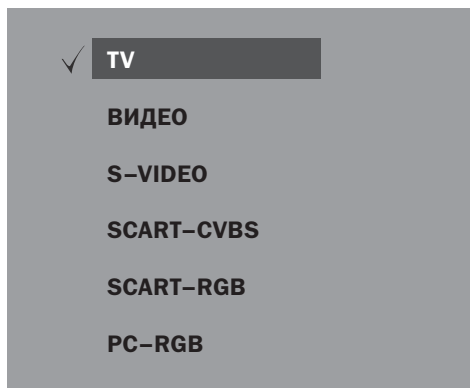 TV
ВИДЕО
S–VIDEO
SCART–CVBS
SCART–RGB
PC–RGB